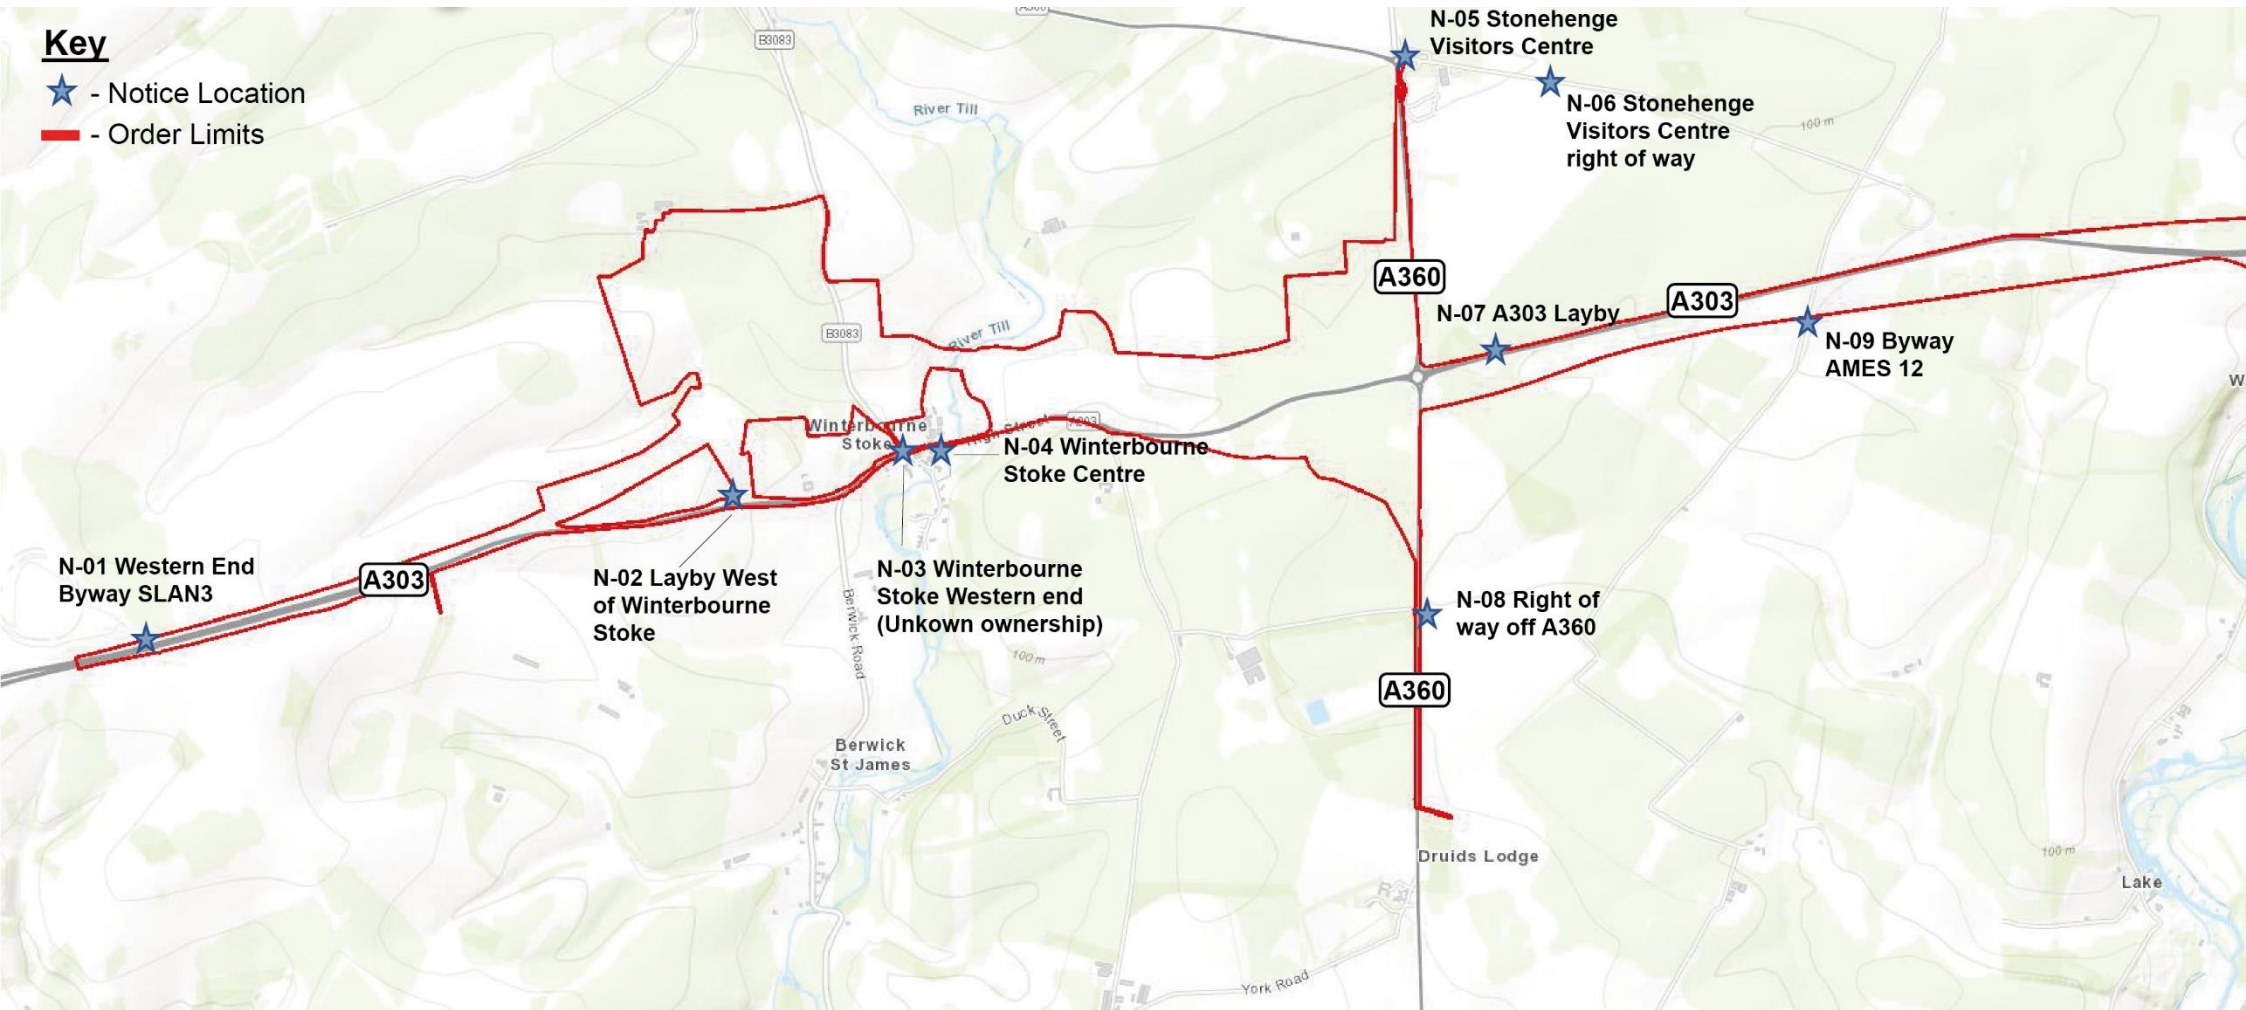 Key
- Notice Location
- Order Limits
B3083
N-05 Stonehenge
Visitors Centre
N-06 Stonehenge
Visitors Centre
right of way
River Till
100 m
A360
A303
N-07 A303 Layby
N-09 Byway
AMES 12
B3083
River Till
Winterbourne
Stoke
High Street
A303
N-04 Winterbourne
Stoke Centre
N-01 Western End
Byway SLAN3
A303
N-02 Layby West
of Winterbourne
Stoke
N-03 Winterbourne
Stoke Western end
(Unkown ownership)
N-08 Right of
way off A360
Berwick Road
100 m
A360
Duck Street
Berwick
St James
Druids Lodge
100 m
Lake
York Road